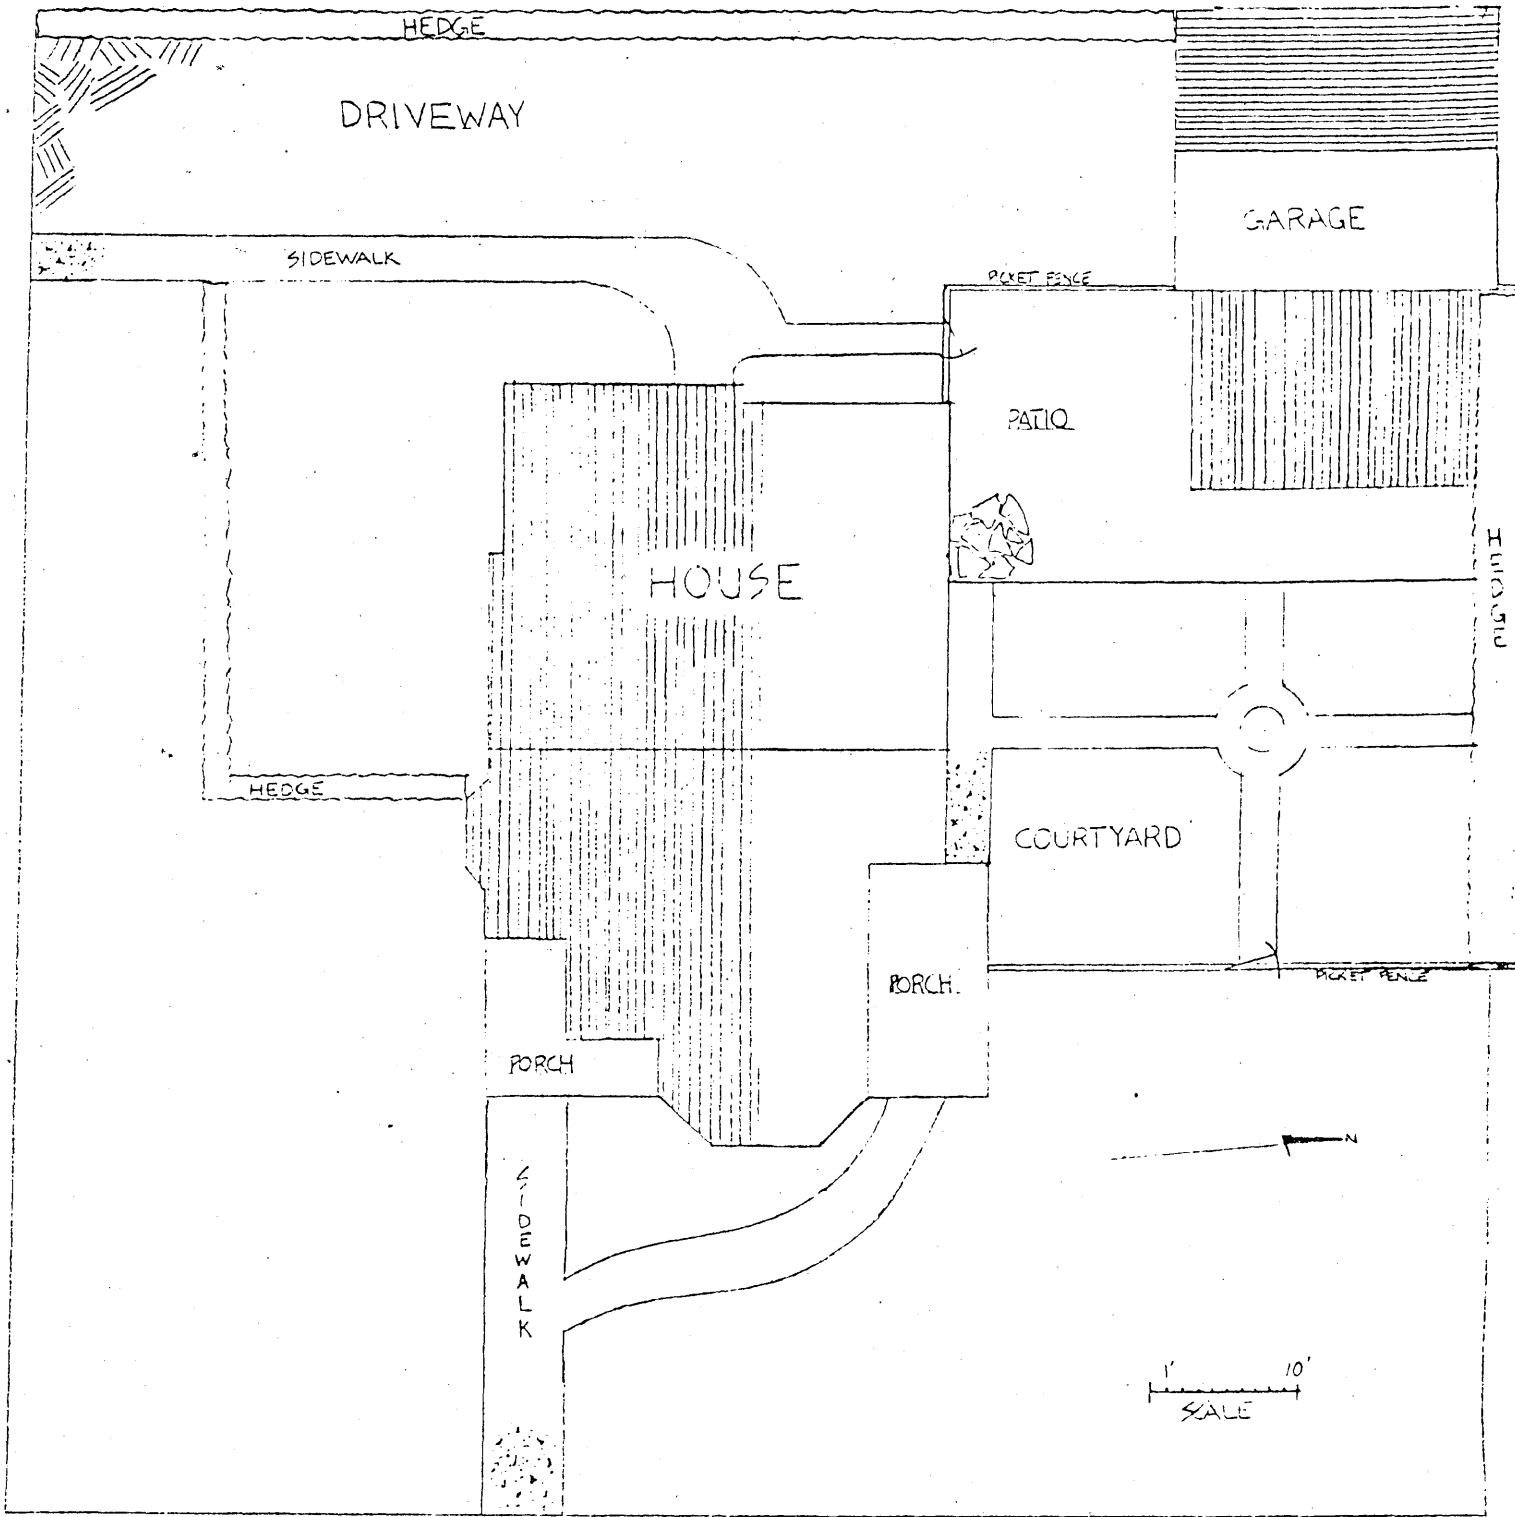 HEDGE
DRIVEWAY
GARAGE
SIDEWALK
PICKET FENCE
PATIO
HOUSE
HEDGE
HEDGE
COURTYARD
PORCH
PICKET FENCE
PORCH
N
SIDEWALK
1' 10'
SCALE